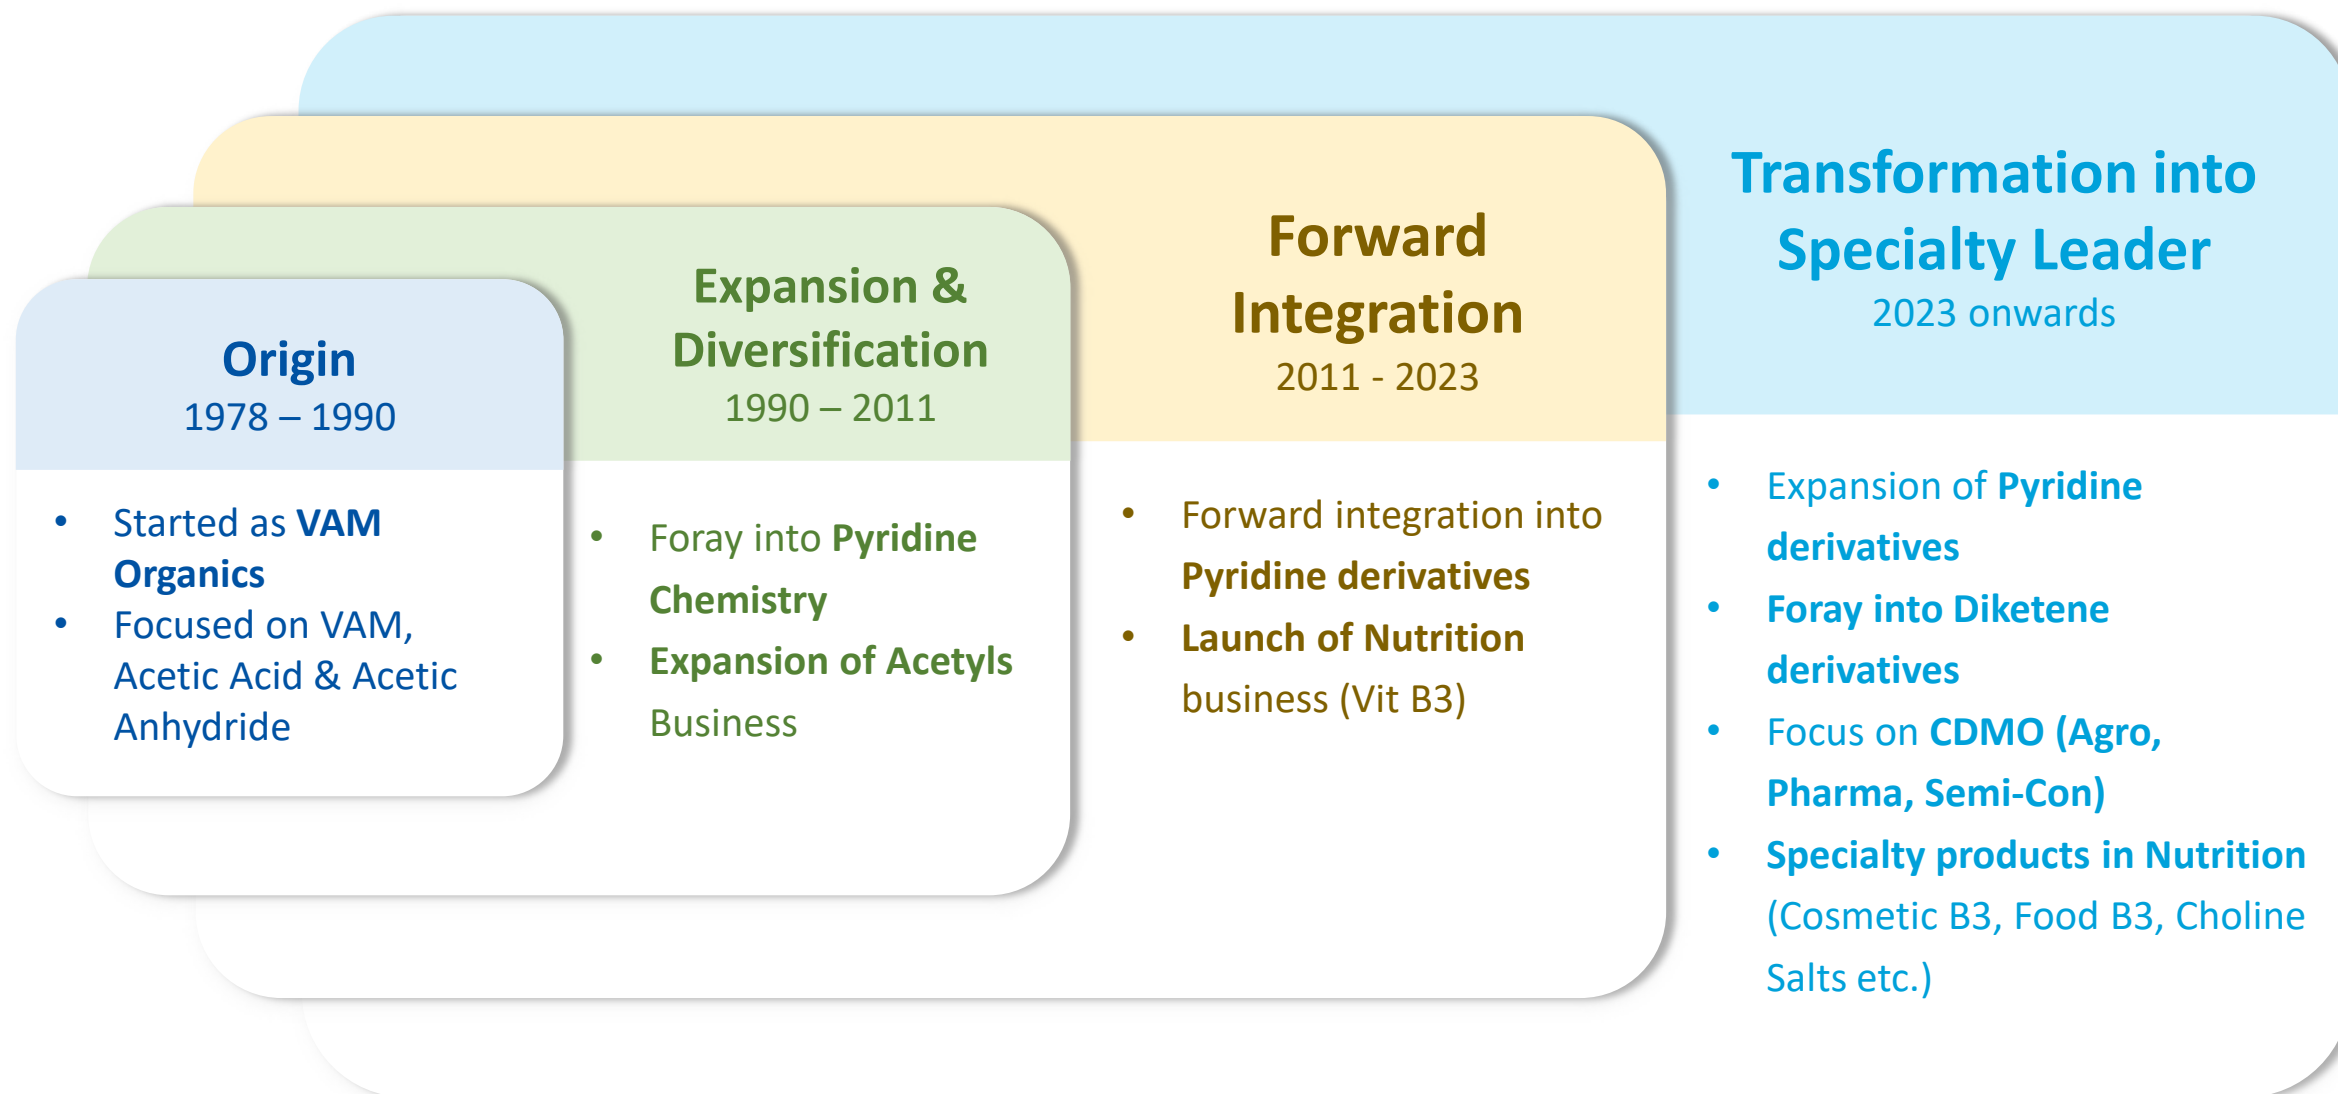 Origin
1978 – 1990
• Started as VAM
Organics
• Focused on VAM,
Acetic Acid & Acetic
Anhydride
Expansion &
Diversification
1990 – 2011
• Foray into Pyridine
Chemistry
• Expansion of Acetyls
Business
Forward
Integration
2011 - 2023
• Forward integration into
Pyridine derivatives
• Launch of Nutrition
business (Vit B3)
Transformation into
Specialty Leader
2023 onwards
• Expansion of Pyridine
derivatives
• Foray into Diketene
derivatives
• Focus on CDMO (Agro,
Pharma, Semi-Con)
• Specialty products in Nutrition
(Cosmetic B3, Food B3, Choline
Salts etc.)